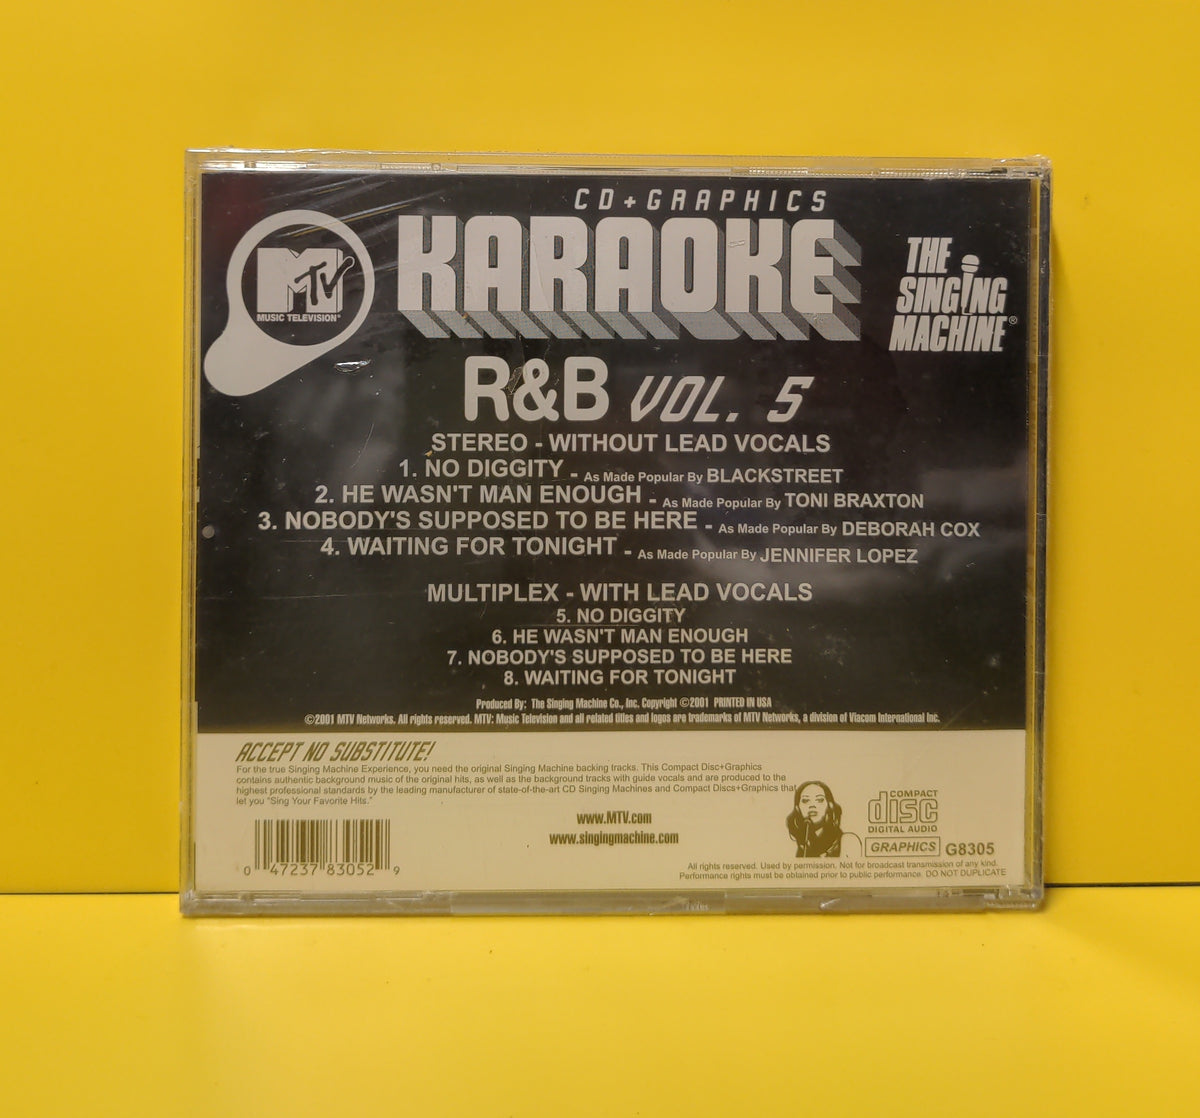 CD+GRAPHICS
KARAOKE
MTV
MUSIC TELEVISION®
THE
SINGING
MACHINE®
R&B VOL. 5
STEREO - WITHOUT LEAD VOCALS
1. NO DIGGITY - As Made Popular By BLACKSTREET
2. HE WASN'T MAN ENOUGH - As Made Popular By TONI BRAXTON
3. NOBODY'S SUPPOSED TO BE HERE - As Made Popular By DEBORAH COX
4. WAITING FOR TONIGHT - As Made Popular By JENNIFER LOPEZ
MULTIPLEX - WITH LEAD VOCALS
5. NO DIGGITY
6. HE WASN'T MAN ENOUGH
7. NOBODY'S SUPPOSED TO BE HERE
8. WAITING FOR TONIGHT
Produced By: The Singing Machine Co., Inc. Copyright ©2001 PRINTED IN USA
©2001 MTV Networks. All rights reserved. MTV: Music Television and all related titles and logos are trademarks of MTV Networks, a division of Viacom International Inc.
ACCEPT NO SUBSTITUTE!
For the true Singing Machine Experience, you need the original Singing Machine backing tracks. This Compact Disc+Graphics
contains authentic background music of the original hits, as well as the background tracks with guide vocals and are produced to the
highest professional standards by the leading manufacturer of state-of-the-art CD Singing Machines and Compact Discs+Graphics that
let you "Sing Your Favorite Hits."
www.MTV.com
www.singingmachine.com
0 47237 83052 9
COMPACT
disc
DIGITAL AUDIO
GRAPHICS G8305
All rights reserved. Used by permission. Not for broadcast transmission of any kind.
Performance rights must be obtained prior to public performance. DO NOT DUPLICATE